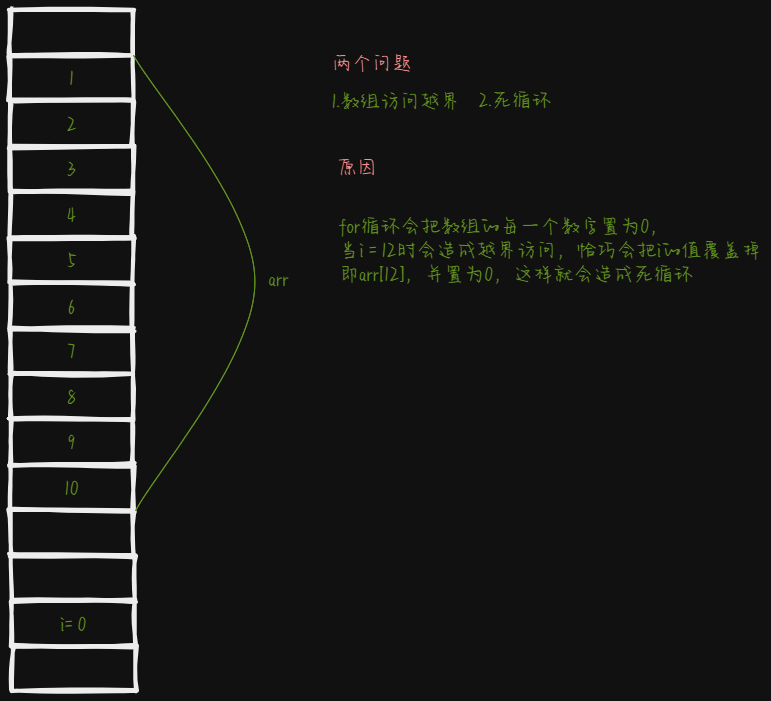 1
2
3
4
5
6
7
8
9
10
i=0
arr
两个问题
1.数组访问越界 2.死循环
原因
for循环会把数组的每一个数字置为0,
当i=12时会造成越界访问,恰巧会把i的值覆盖掉
即arr[12],并置为0,这样就会造成死循环